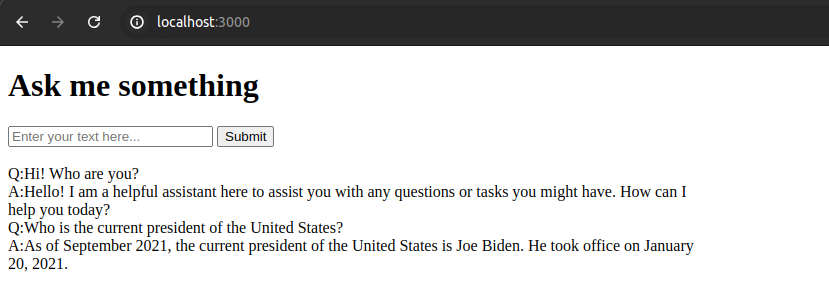 localhost:3000
Ask me something
Enter your text here...
Submit
Q:Hi! Who are you?
A:Hello! I am a helpful assistant here to assist you with any questions or tasks you might have. How can I
help you today?
Q:Who is the current president of the United States?
A:As of September 2021, the current president of the United States is Joe Biden. He took office on January
20, 2021.